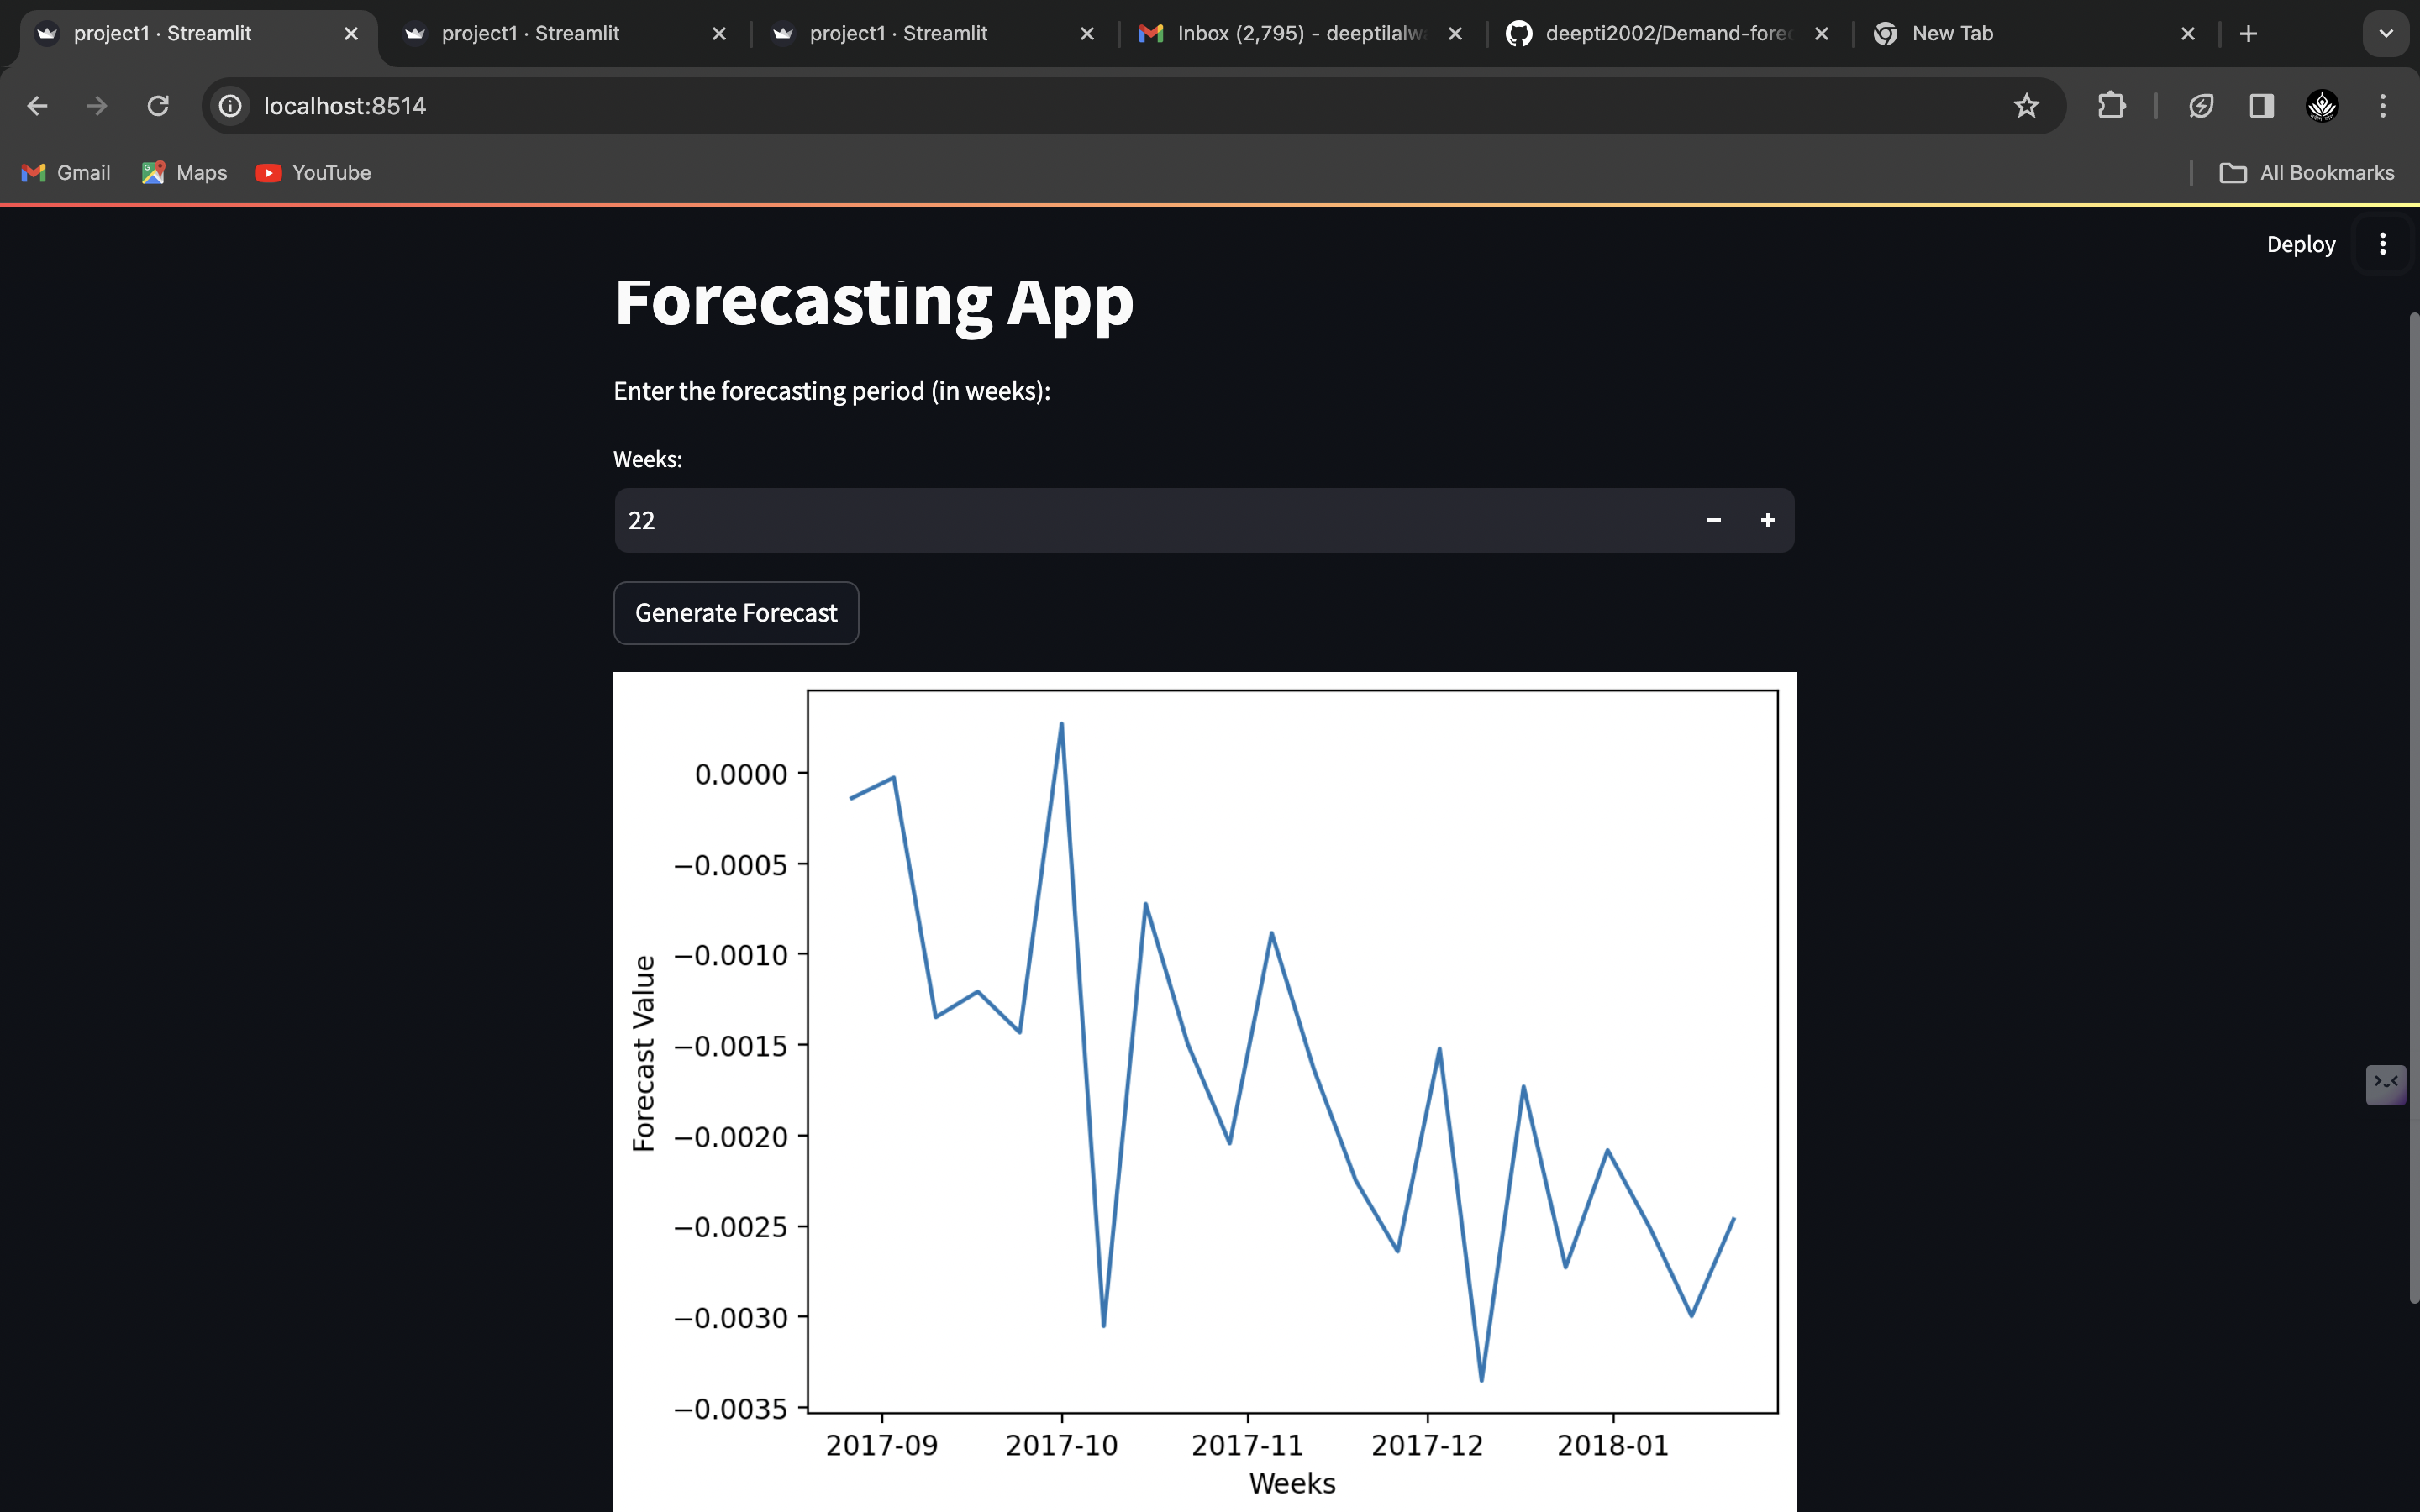 project1 · Streamlit
project1 · Streamlit
project1 · Streamlit
Inbox (2,795) - deeptilalw
deepti2002/Demand-fore
New Tab
localhost:8514
Gmail
Maps
YouTube
All Bookmarks
Deploy
Forecasting App
Enter the forecasting period (in weeks):
Weeks:
22
Generate Forecast
0.0000
−0.0005
−0.0010
−0.0015
−0.0020
−0.0025
−0.0030
−0.0035
Forecast Value
2017-09
2017-10
2017-11
2017-12
2018-01
Weeks